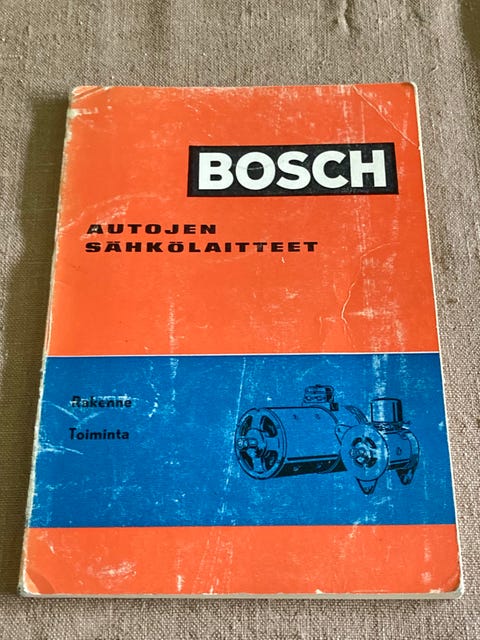 BOSCH
AUTOJEN
SÄHKÖLAITTEET
Rakenne
Toiminta